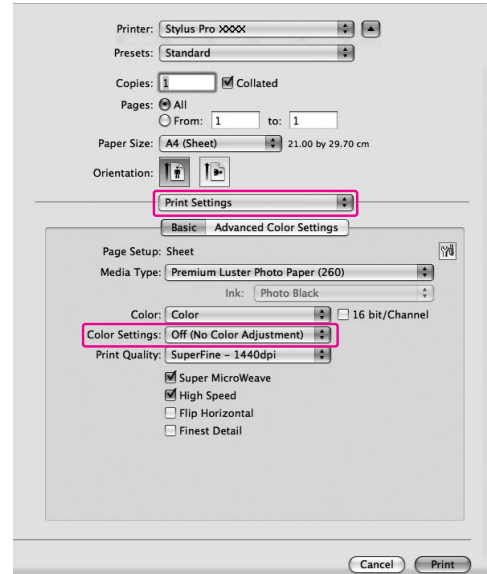 Printer: Stylus Pro XXXX
Presets: Standard
Copies: 1 Collated
Pages: All
From: 1 to: 1
Paper Size: A4 (Sheet) 21.00 by 29.70 cm
Orientation:
Print Settings
Basic Advanced Color Settings
Page Setup: Sheet
Media Type: Premium Luster Photo Paper (260)
Ink: Photo Black
Color: Color 16 bit/Channel
Color Settings: Off (No Color Adjustment)
Print Quality: SuperFine – 1440dpi
Super MicroWeave
High Speed
Flip Horizontal
Finest Detail
Cancel Print